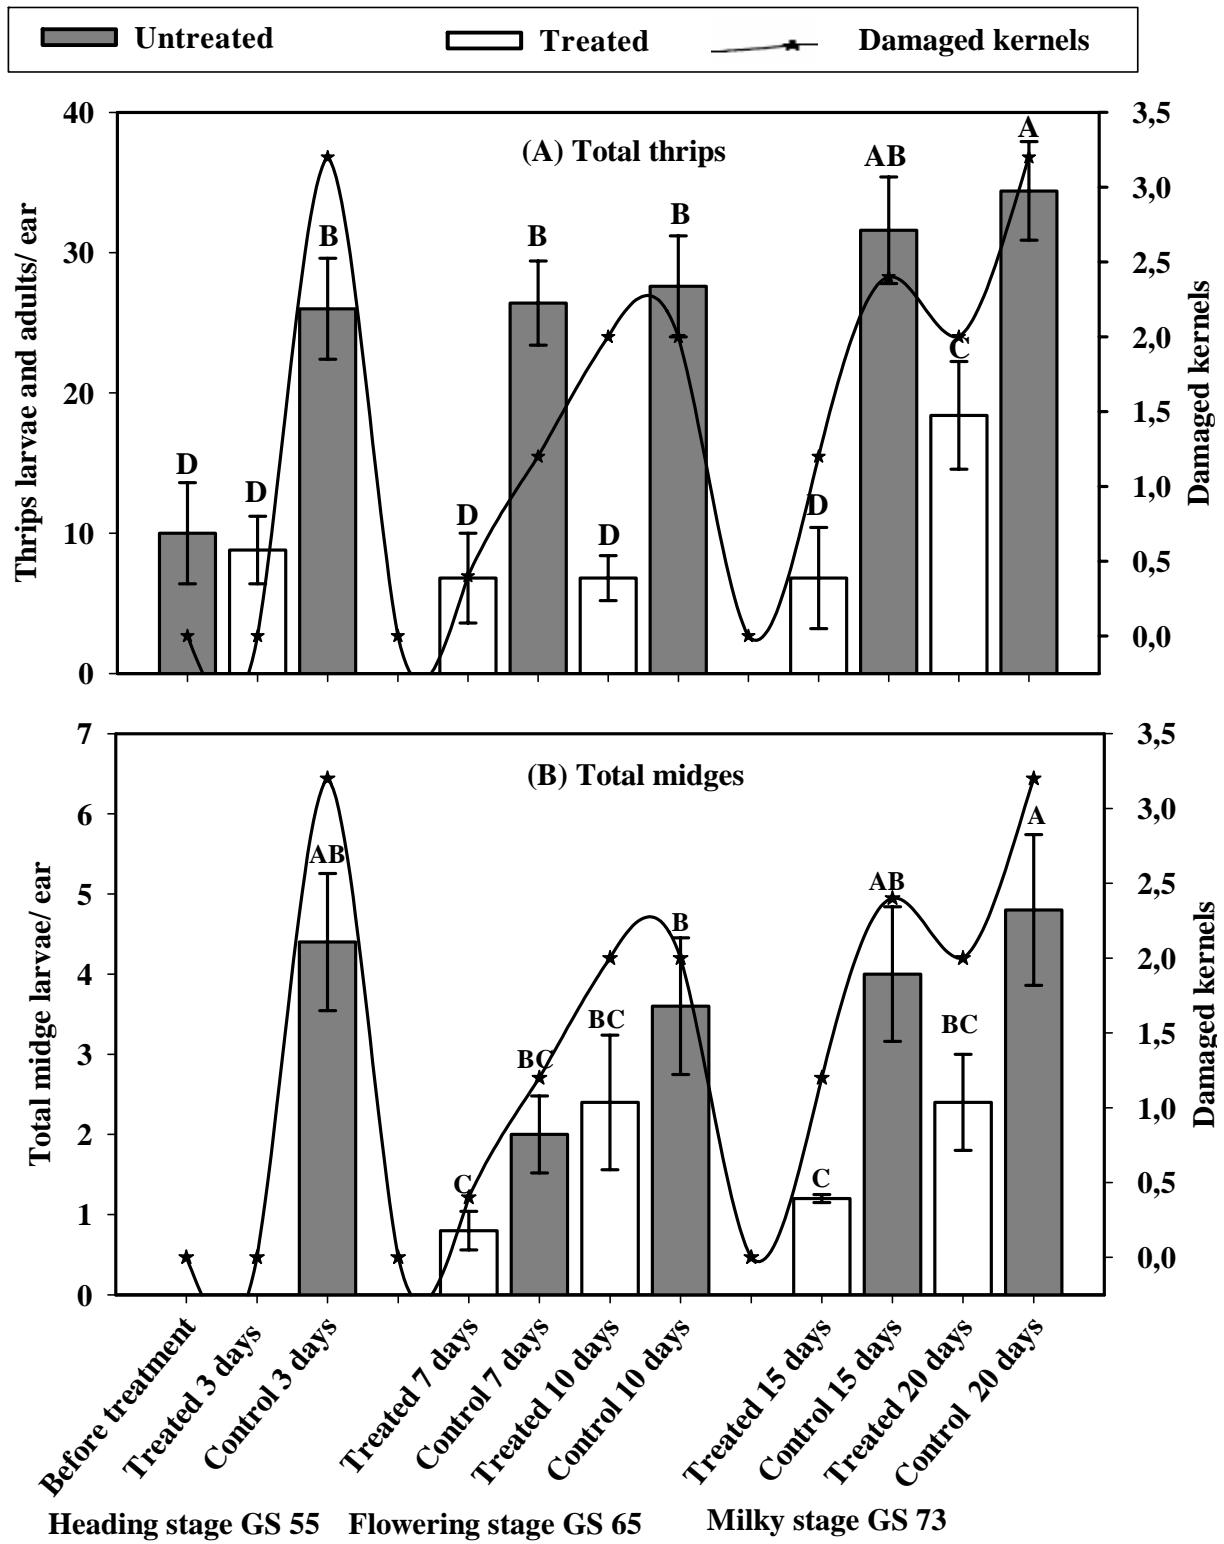 Untreated Treated Damaged kernels
(A) Total thrips
Thrips larvae and adults/ ear
40
30
20
10
0
D
D
B
D
B
D
B
D
AB
C
A
3,5
3,0
2,5
2,0
1,5
1,0
0,5
0,0
Damaged kernels
(B) Total midges
Total midge larvae/ ear
7
6
5
4
3
2
1
0
AB
C
BC
BC
B
C
AB
BC
A
3,5
3,0
2,5
2,0
1,5
1,0
0,5
0,0
Damaged kernels
Before treatment
Treated 3 days
Control 3 days
Treated 7 days
Control 7 days
Treated 10 days
Control 10 days
Treated 15 days
Control 15 days
Treated 20 days
Control 20 days
Heading stage GS 55 Flowering stage GS 65 Milky stage GS 73